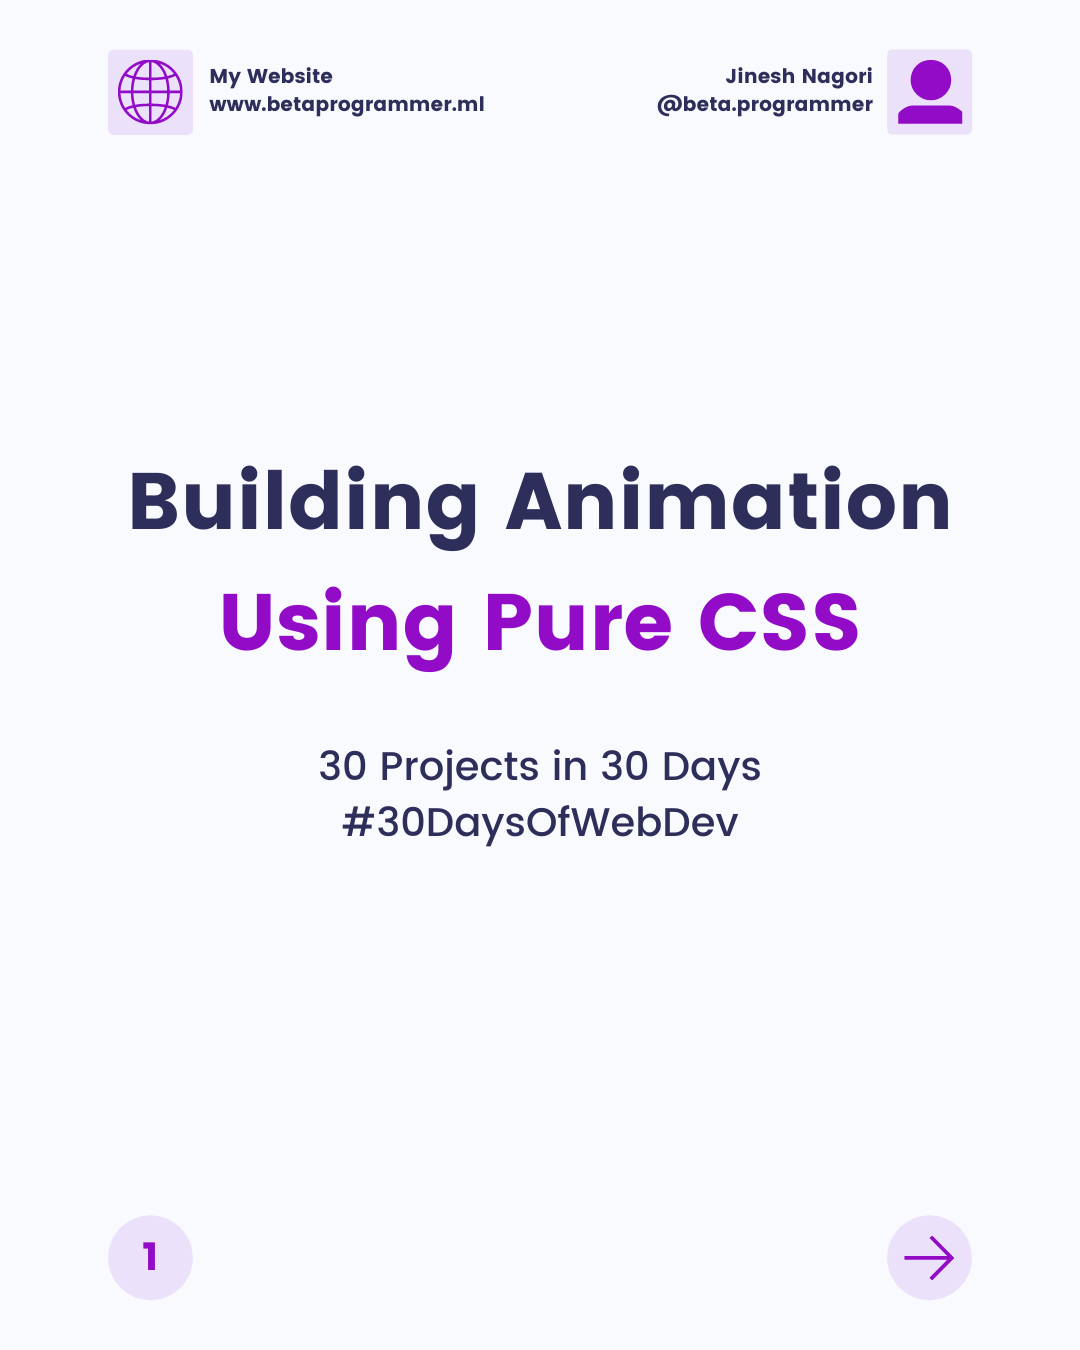 My Website
www.betaprogrammer.ml
Jinesh Nagori
@beta.programmer
Building Animation
Using Pure CSS
30 Projects in 30 Days
#30DaysOfWebDev
1